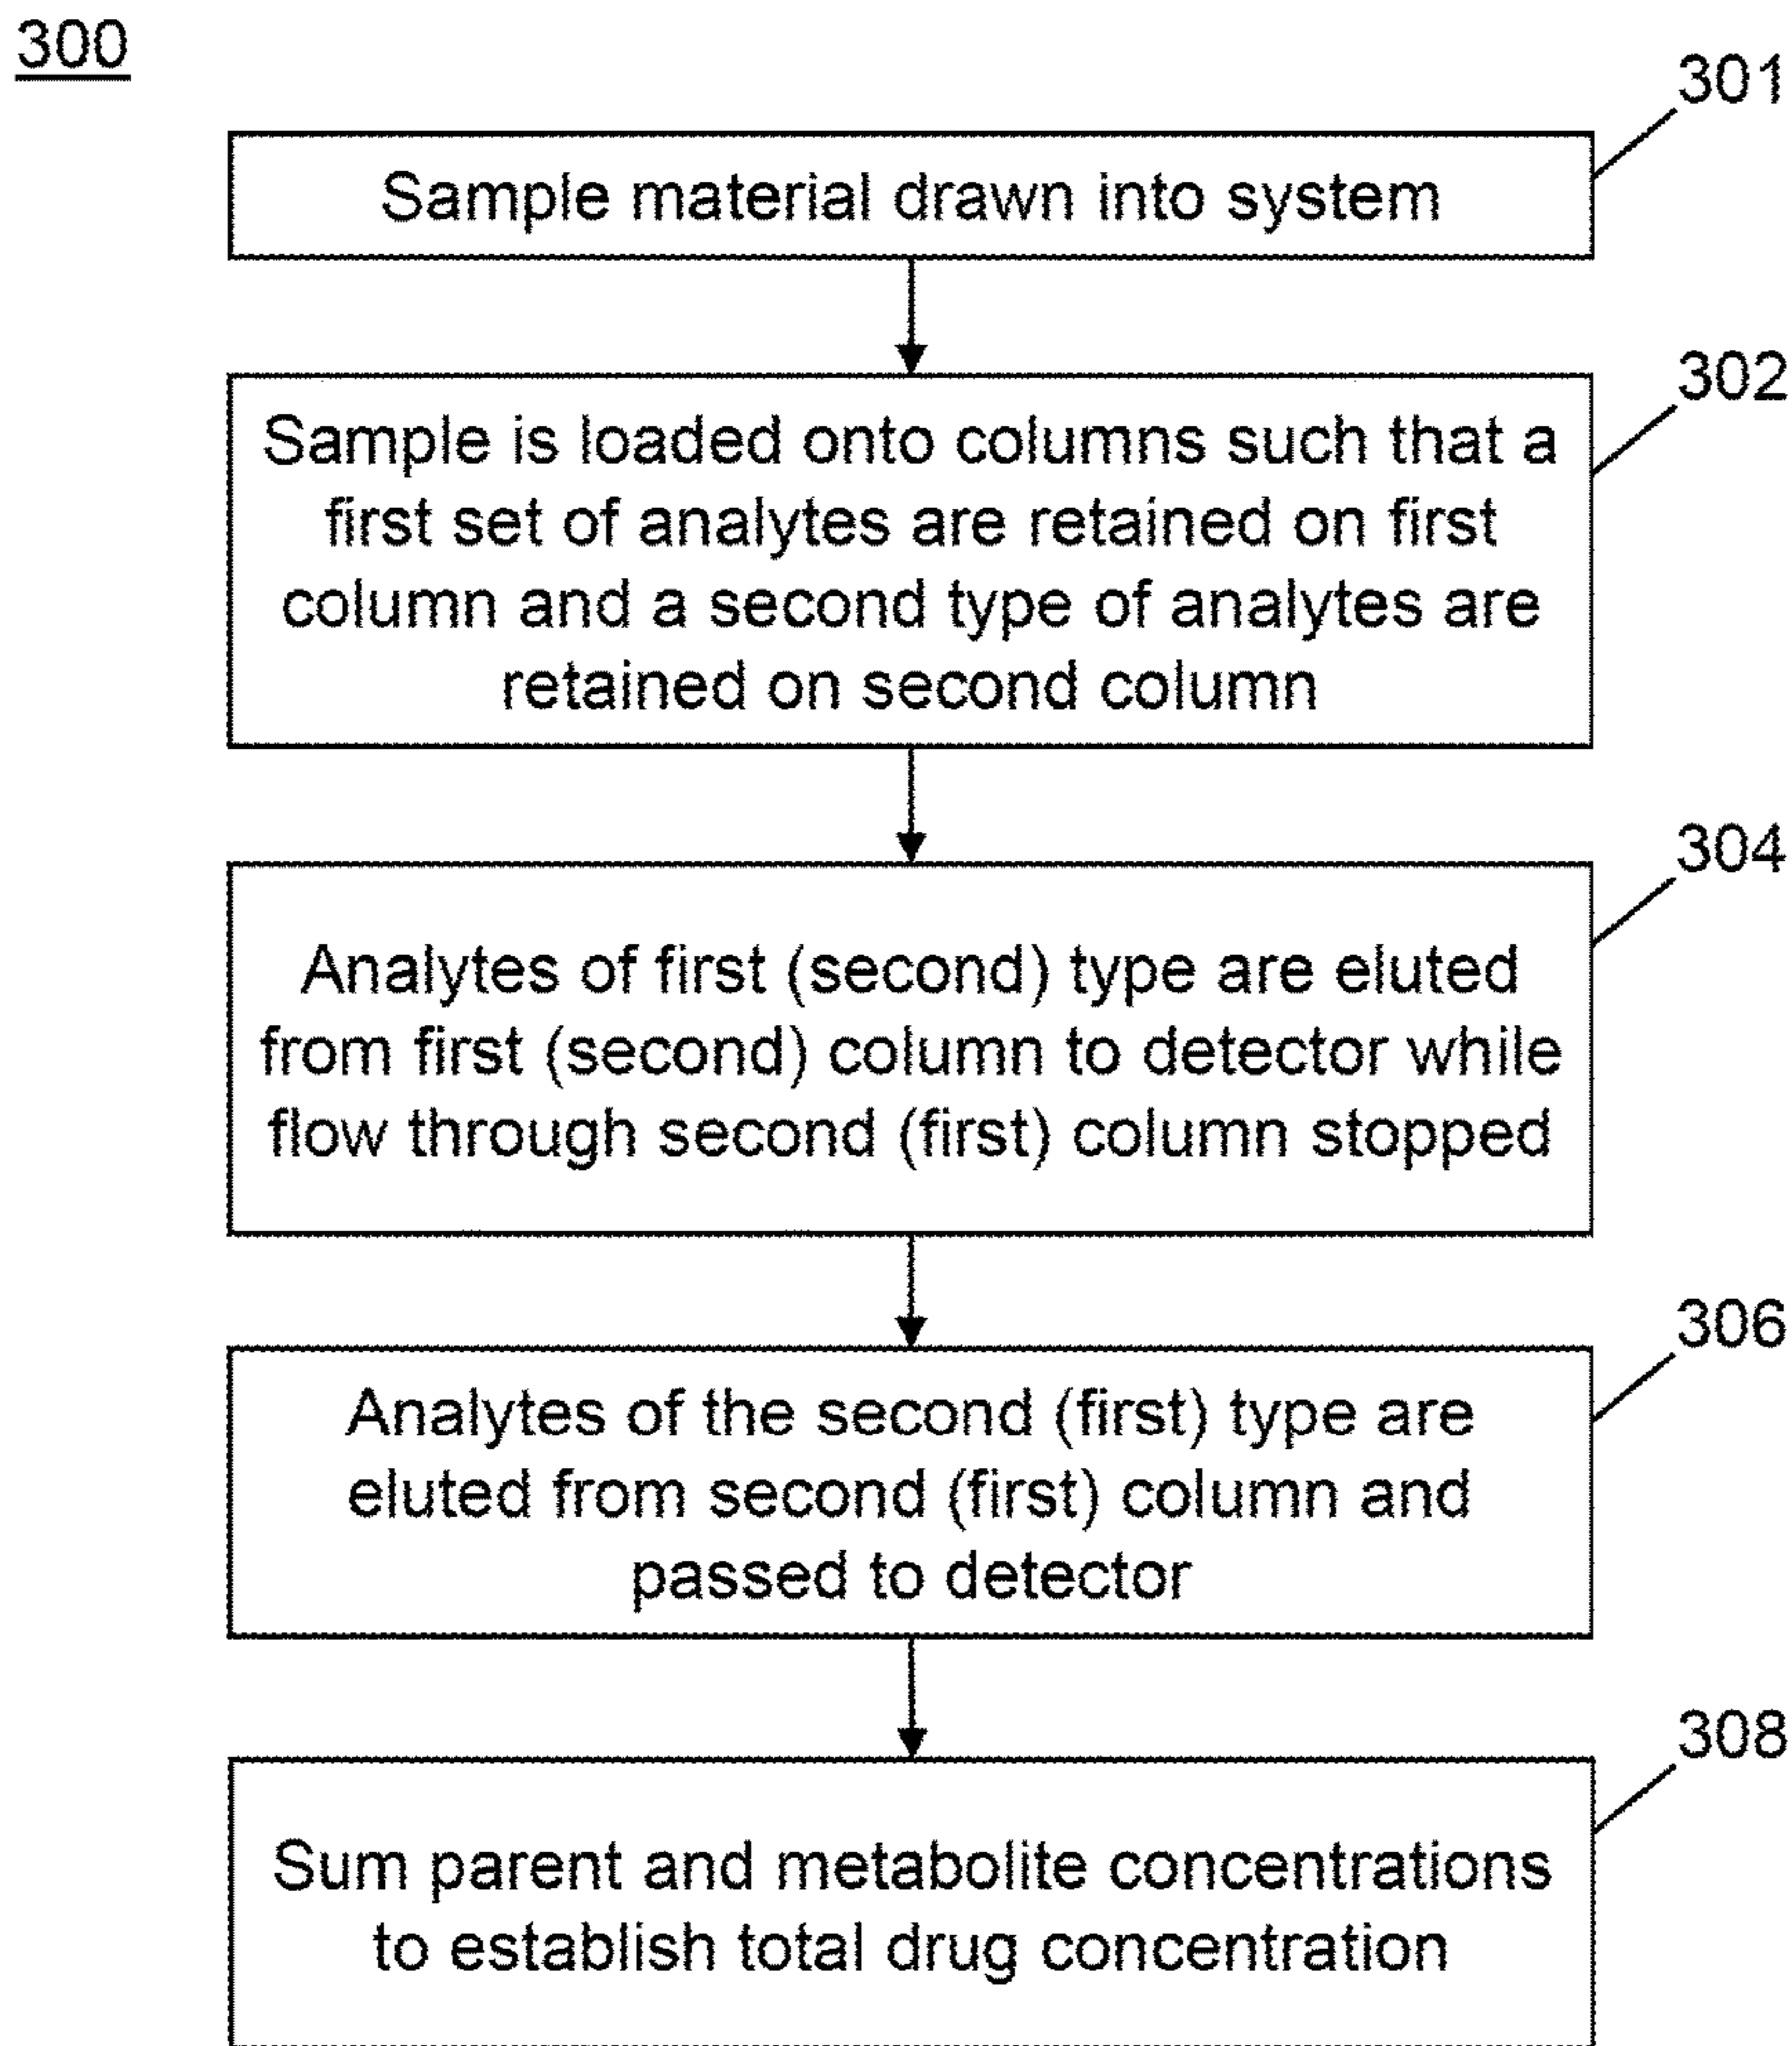 300
301
Sample material drawn into system
302
Sample is loaded onto columns such that a
first set of analytes are retained on first
column and a second type of analytes are
retained on second column
304
Analytes of first (second) type are eluted
from first (second) column to detector while
flow through second (first) column stopped
306
Analytes of the second (first) type are
eluted from second (first) column and
passed to detector
308
Sum parent and metabolite concentrations
to establish total drug concentration